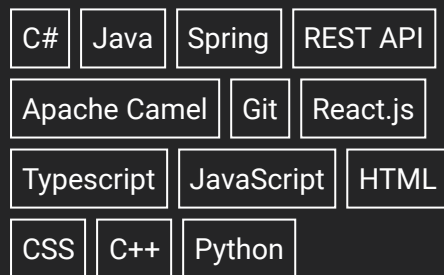 C# Java Spring REST API
Apache Camel Git React.js
Typescript JavaScript HTML
CSS C++ Python